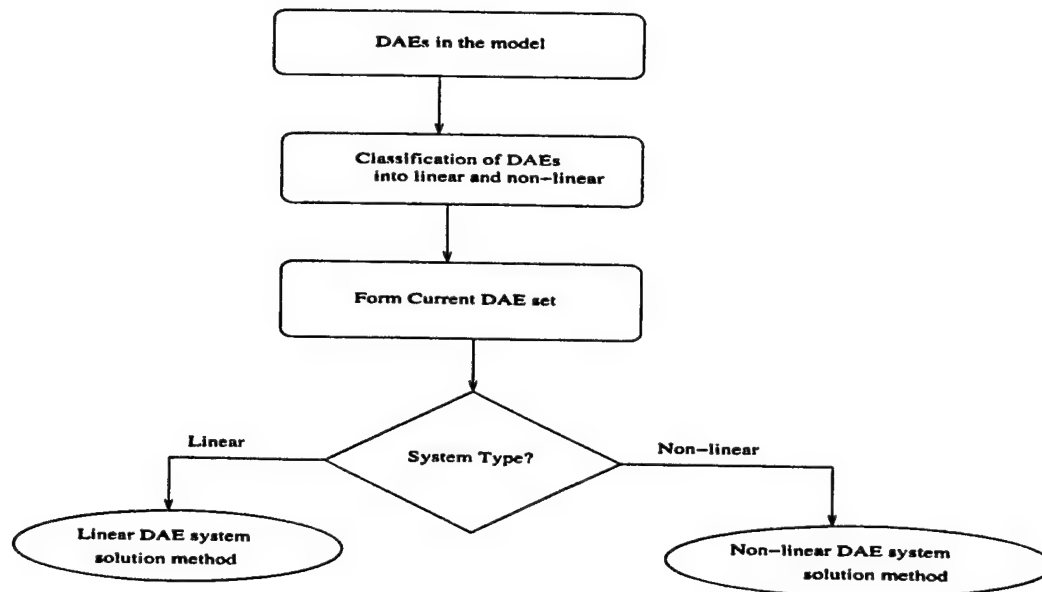 DAEs in the model
Classification of DAEs
into linear and non-linear
Form Current DAE set
System Type?
Linear
Non-linear
Linear DAE system
solution method
Non-linear DAE system
solution method